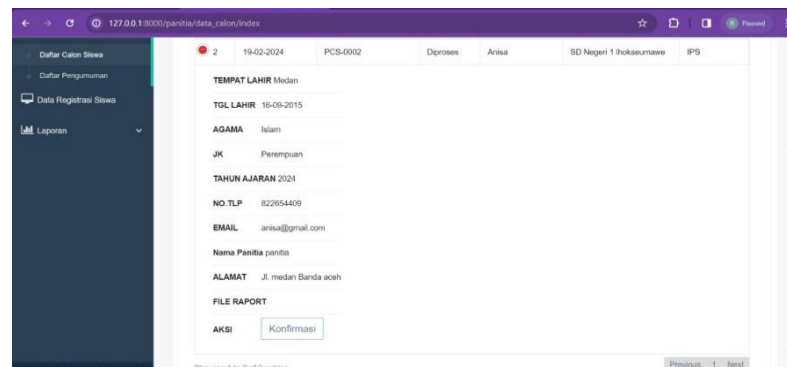 127.0.0.1:8000/panitia/data_calon/index
Paused
Daftar Calon Siswa
Daftar Pengumuman
Data Registrasi Siswa
Laporan
2 19-02-2024 PCS-0002 Diproses Anisa SD Negeri 1 lhokseumawe IPS
TEMPAT LAHIR Medan
TGL LAHIR 16-09-2015
AGAMA Islam
JK Perempuan
TAHUN AJARAN 2024
NO.TLP 822654409
EMAIL anisa@gmail.com
Nama Panitia panitia
ALAMAT Jl. medan Banda aceh
FILE RAPORT
AKSI Konfirmasi
Previous 1 Next